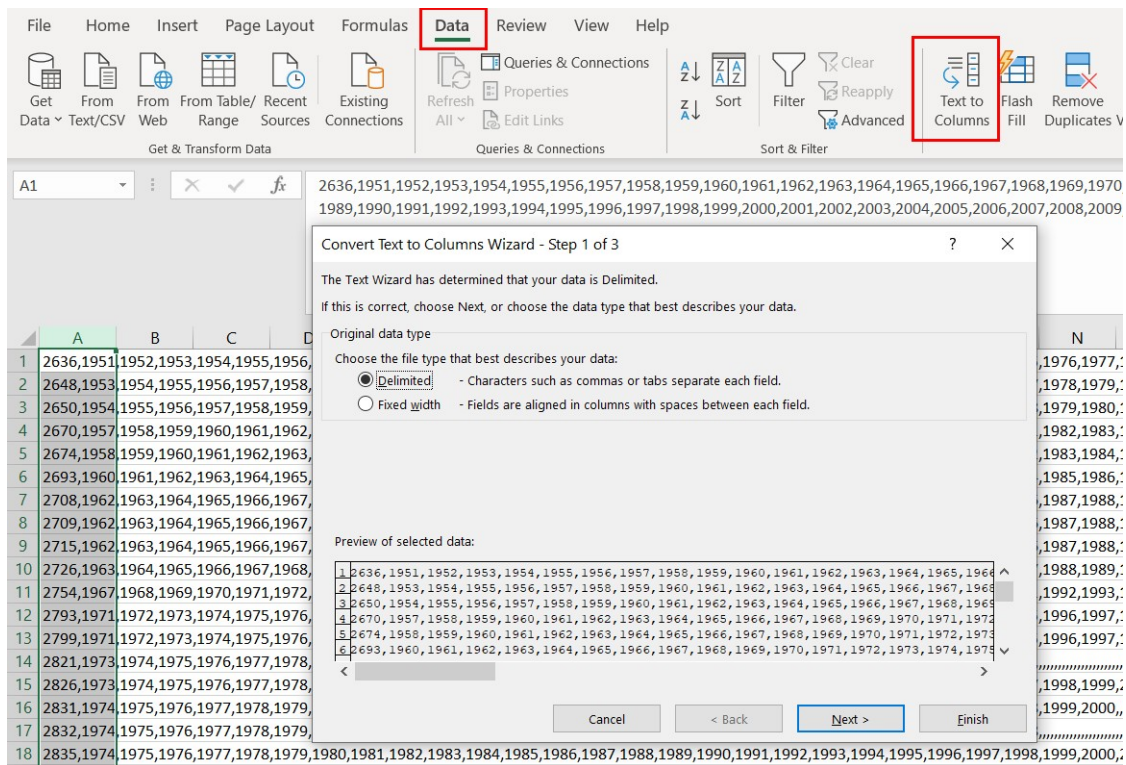 File Home Insert Page Layout Formulas Data Review View Help
Get Data From Text/CSV From Web From Table/ Range Recent Sources Existing Connections Refresh All Queries & Connections Properties Edit Links Sort Filter Clear Reapply Advanced Text to Columns Flash Fill Remove Duplicates V
Get & Transform Data Queries & Connections Sort & Filter
A1 fx 2636,1951,1952,1953,1954,1955,1956,1957,1958,1959,1960,1961,1962,1963,1964,1965,1966,1967,1968,1969,1970,
1989,1990,1991,1992,1993,1994,1995,1996,1997,1998,1999,2000,2001,2002,2003,2004,2005,2006,2007,2008,2009,
Convert Text to Columns Wizard - Step 1 of 3 ? ×
The Text Wizard has determined that your data is Delimited.
If this is correct, choose Next, or choose the data type that best describes your data.
Original data type
Choose the file type that best describes your data:
Delimited - Characters such as commas or tabs separate each field.
Fixed width - Fields are aligned in columns with spaces between each field.
Preview of selected data:
1 2636,1951,1952,1953,1954,1955,1956,1957,1958,1959,1960,1961,1962,1963,1964,1965,1966
2 2648,1953,1954,1955,1956,1957,1958,1959,1960,1961,1962,1963,1964,1965,1966,1967,1968
3 2650,1954,1955,1956,1957,1958,1959,1960,1961,1962,1963,1964,1965,1966,1967,1968,1969
4 2670,1957,1958,1959,1960,1961,1962,1963,1964,1965,1966,1967,1968,1969,1970,1971,1972
5 2674,1958,1959,1960,1961,1962,1963,1964,1965,1966,1967,1968,1969,1970,1971,1972,1973
6 2693,1960,1961,1962,1963,1964,1965,1966,1967,1968,1969,1970,1971,1972,1973,1974,1975
Cancel < Back Next > Finish
A B C D N
1 2636,1951,1952,1953,1954,1955,1956, ,1976,1977,1
2 2648,1953,1954,1955,1956,1957,1958, ,1978,1979,1
3 2650,1954,1955,1956,1957,1958,1959, ,1979,1980,1
4 2670,1957,1958,1959,1960,1961,1962, ,1982,1983,1
5 2674,1958,1959,1960,1961,1962,1963, ,1983,1984,1
6 2693,1960,1961,1962,1963,1964,1965, ,1985,1986,1
7 2708,1962,1963,1964,1965,1966,1967, ,1987,1988,1
8 2709,1962,1963,1964,1965,1966,1967, ,1987,1988,1
9 2715,1962,1963,1964,1965,1966,1967, ,1987,1988,1
10 2726,1963,1964,1965,1966,1967,1968, ,1988,1989,1
11 2754,1967,1968,1969,1970,1971,1972, ,1992,1993,1
12 2793,1971,1972,1973,1974,1975,1976, ,1996,1997,1
13 2799,1971,1972,1973,1974,1975,1976, ,1996,1997,1
14 2821,1973,1974,1975,1976,1977,1978,
15 2826,1973,1974,1975,1976,1977,1978, ,1998,1999,2
16 2831,1974,1975,1976,1977,1978,1979, ,1999,2000,,
17 2832,1974,1975,1976,1977,1978,1979,
18 2835,1974,1975,1976,1977,1978,1979,1980,1981,1982,1983,1984,1985,1986,1987,1988,1989,1990,1991,1992,1993,1994,1995,1996,1997,1998,1999,2000,2